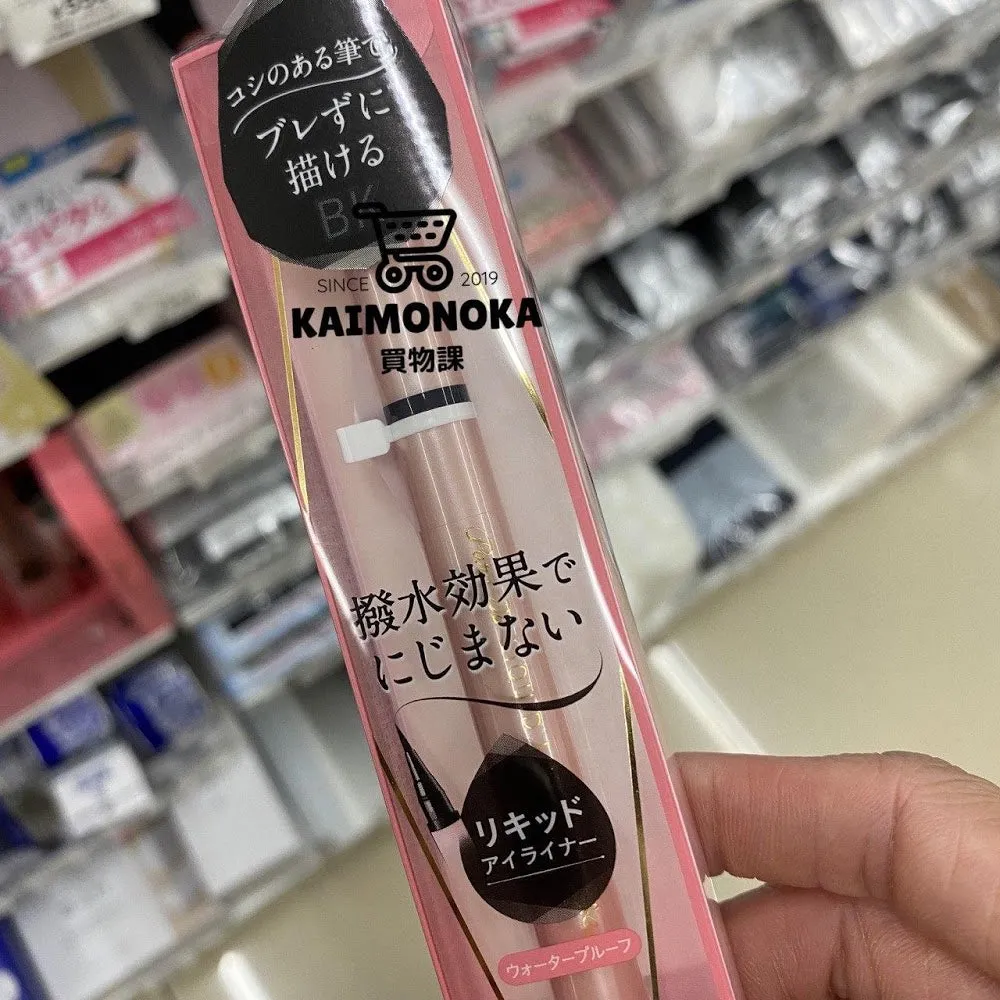 コシのある筆で
ブレずに
描ける
BK
SINCE 2019
KAIMONOKA
買物課
撥水効果で
にじまない
リキッド
アイライナー
ウォータープルーフ